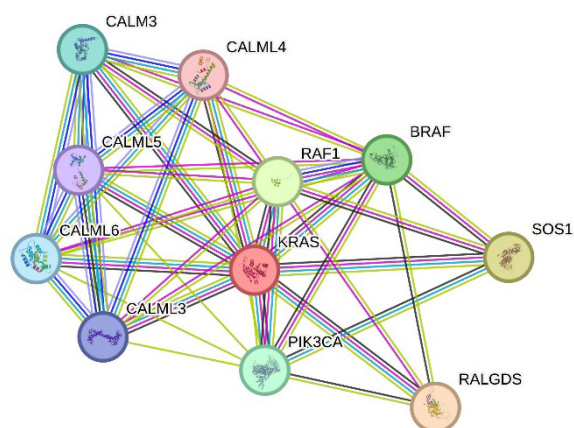 CALM3
CALML4
BRAF
CALML5
RAF1
CALML6
KRAS
SOS1
CALML3
PIK3CA
RALGDS